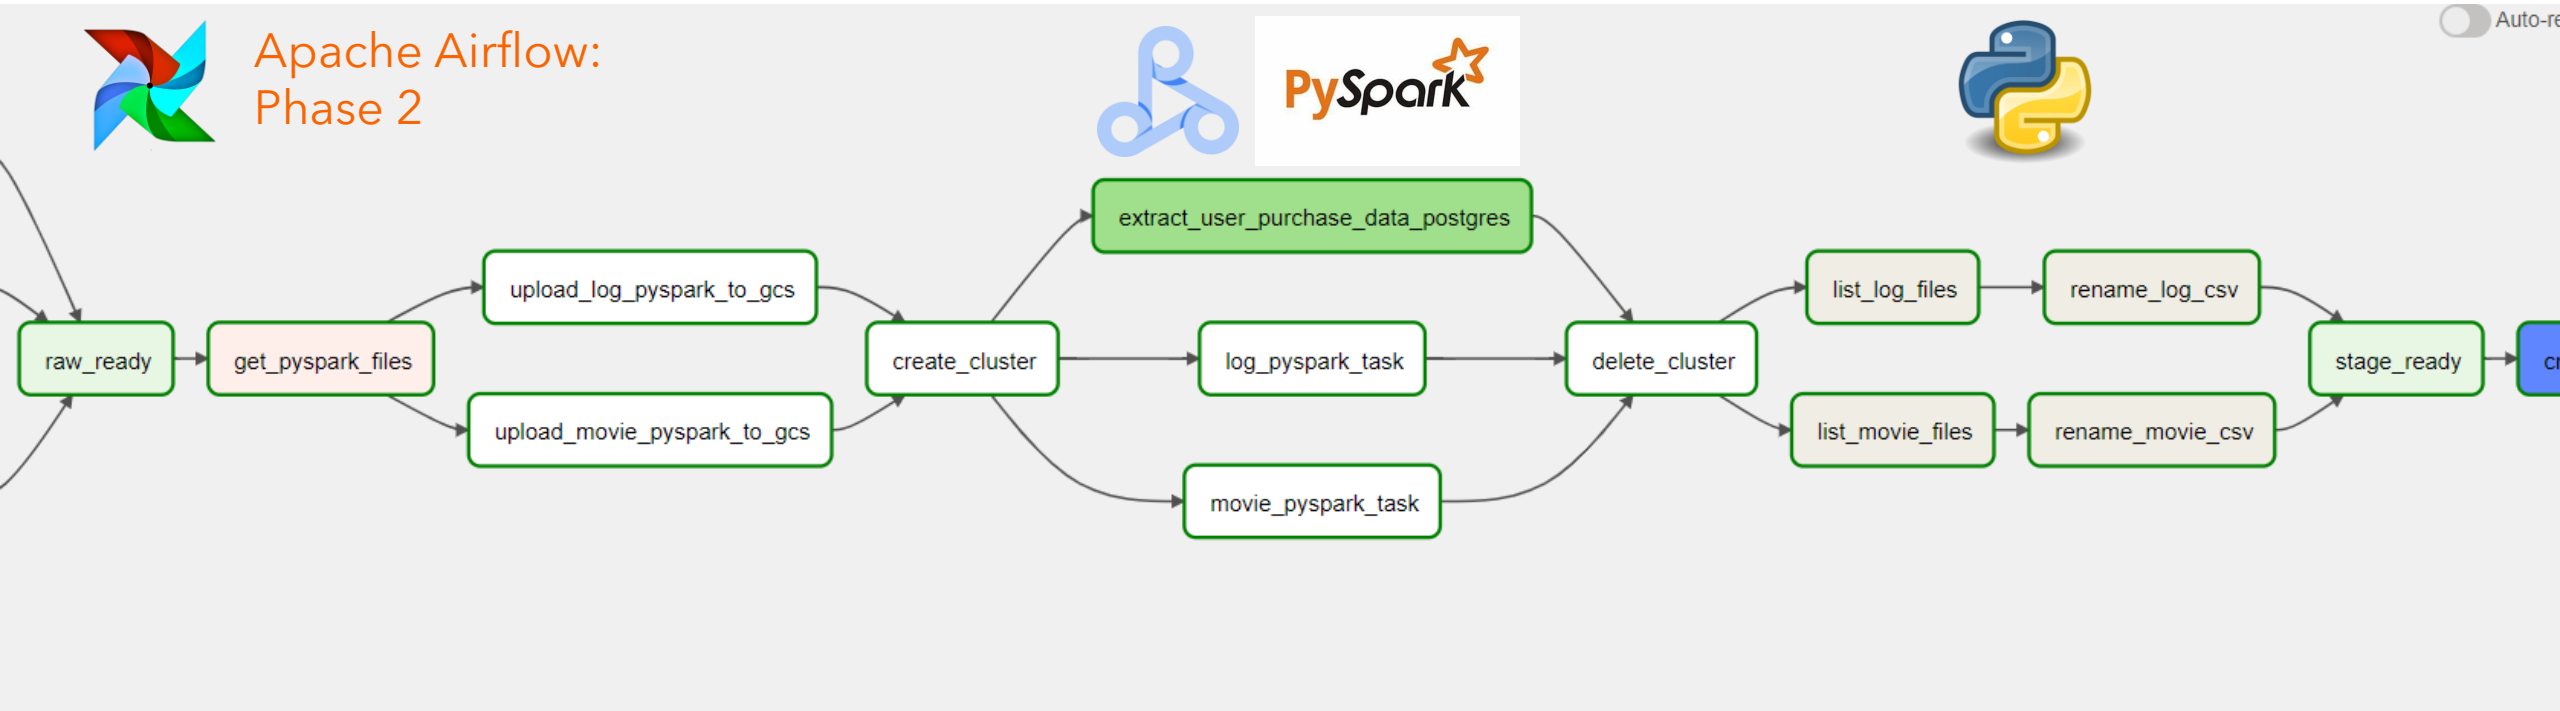 Apache Airflow:
Phase 2
PySpark
Auto-re
extract_user_purchase_data_postgres
upload_log_pyspark_to_gcs
list_log_files
rename_log_csv
raw_ready
get_pyspark_files
create_cluster
log_pyspark_task
delete_cluster
stage_ready
cr
upload_movie_pyspark_to_gcs
list_movie_files
rename_movie_csv
movie_pyspark_task